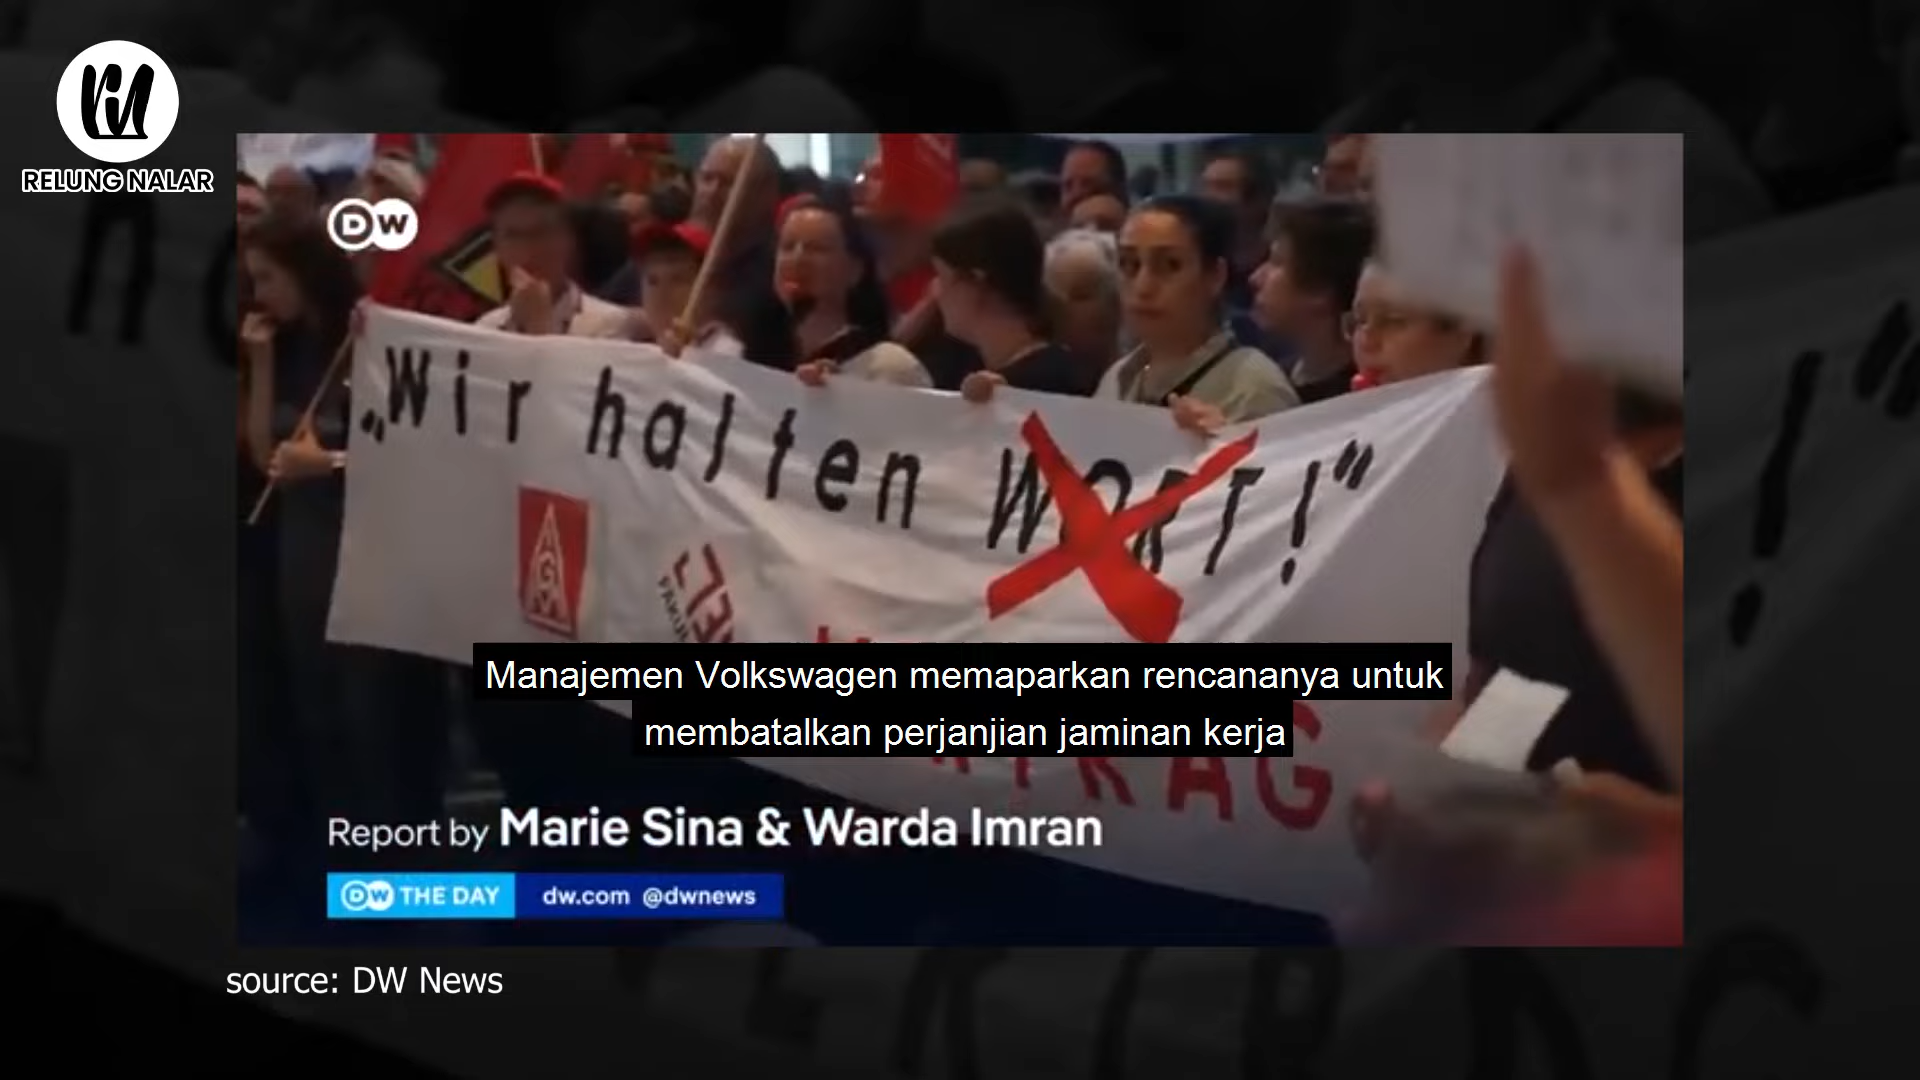 RELUNG NALAR
DW
„Wir halten WORT!“
IGM
Manajemen Volkswagen memaparkan rencananya untuk
membatalkan perjanjian jaminan kerja
Report by Marie Sina & Warda Imran
DW THE DAY dw.com @dwnews
source: DW News